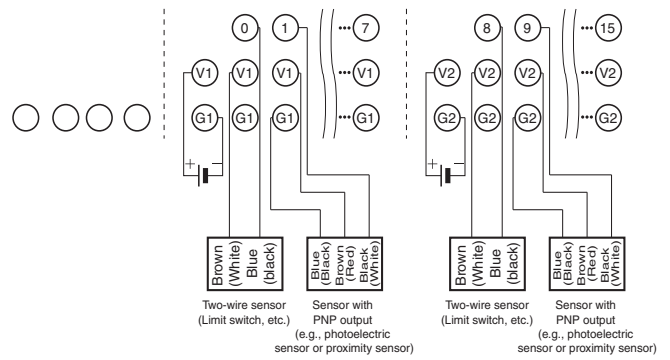 0 1 ••• 7 8 9 ••• 15
V1 V1 V1 ••• V1 V2 V2 V2 ••• V2
G1 G1 G1 ••• G1 G2 G2 G2 ••• G2
+ − + −
Brown
(White)
Blue
(black)
Blue
(Black)
Brown
(Red)
Black
(White)
Brown
(White)
Blue
(black)
Blue
(Black)
Brown
(Red)
Black
(White)
Two-wire sensor
(Limit switch, etc.)
Sensor with
PNP output
(e.g., photoelectric
sensor or proximity sensor)
Two-wire sensor
(Limit switch, etc.)
Sensor with
PNP output
(e.g., photoelectric
sensor or proximity sensor)